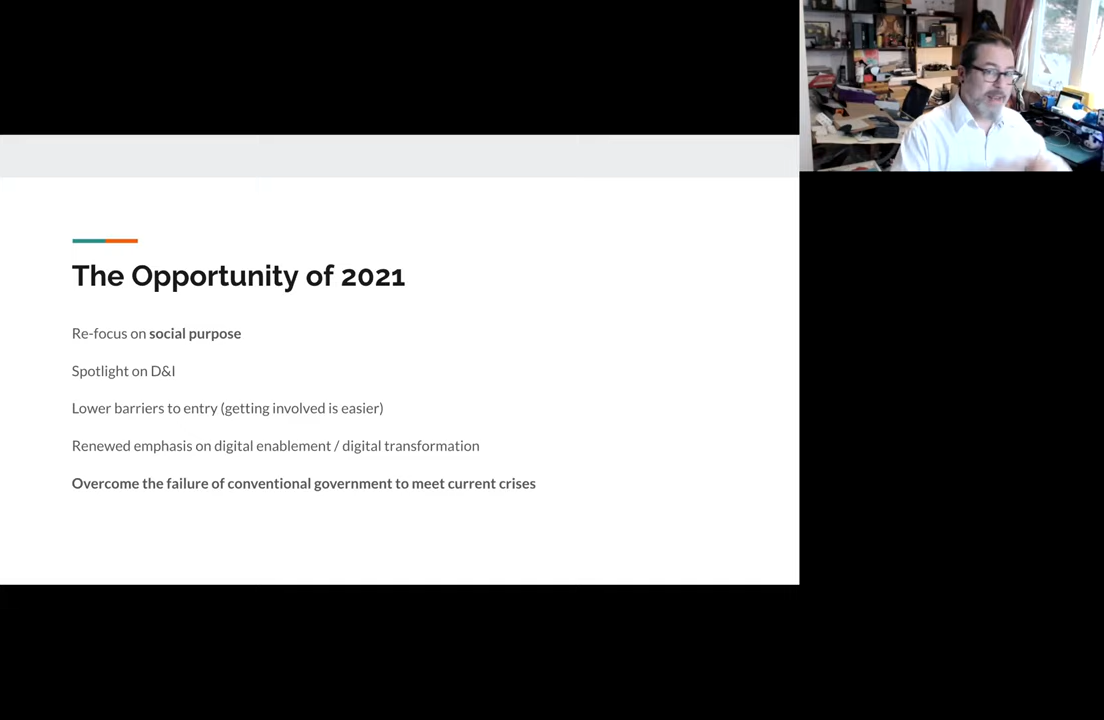 The Opportunity of 2021
Re-focus on social purpose
Spotlight on D&I
Lower barriers to entry (getting involved is easier)
Renewed emphasis on digital enablement / digital transformation
Overcome the failure of conventional government to meet current crises